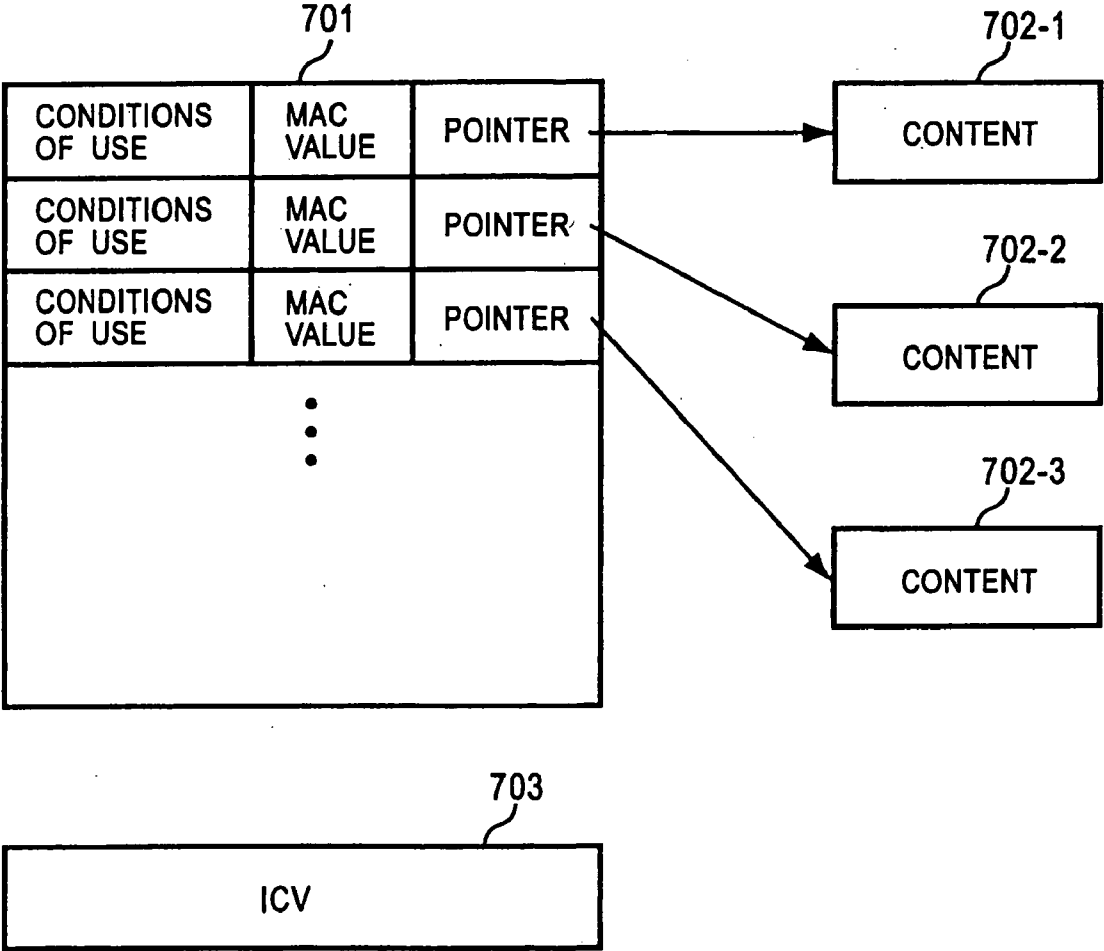 701
702-1
CONDITIONS
OF USE
MAC
VALUE
POINTER
CONTENT
CONDITIONS
OF USE
MAC
VALUE
POINTER
702-2
CONTENT
CONDITIONS
OF USE
MAC
VALUE
POINTER
702-3
CONTENT
703
ICV